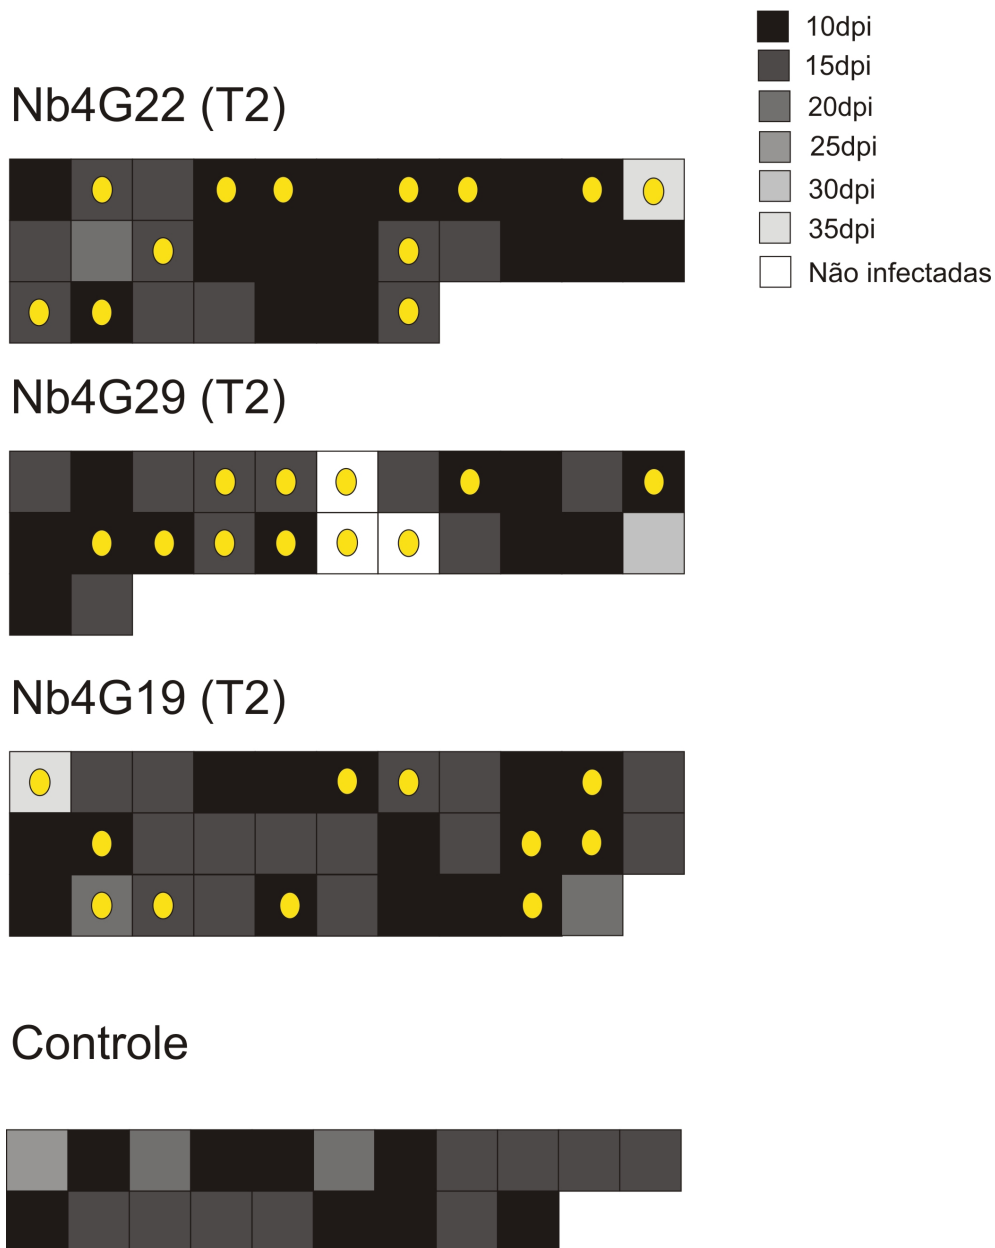 10dpi
15dpi
20dpi
25dpi
30dpi
35dpi
Não infectadas
Nb4G22 (T2)
Nb4G29 (T2)
Nb4G19 (T2)
Controle